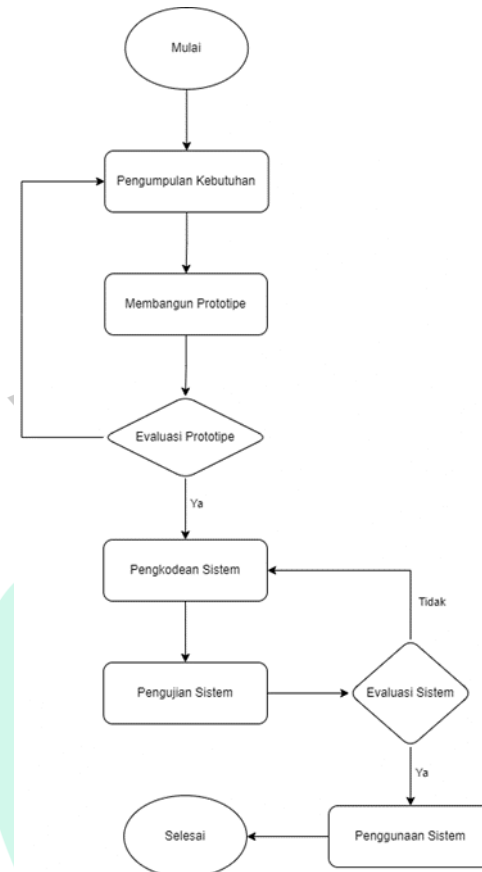 Mulai
Pengumpulan Kebutuhan
Membangun Prototipe
Evaluasi Prototipe
Ya
Pengkodean Sistem
Tidak
Pengujian Sistem
Evaluasi Sistem
Ya
Selesai
Penggunaan Sistem